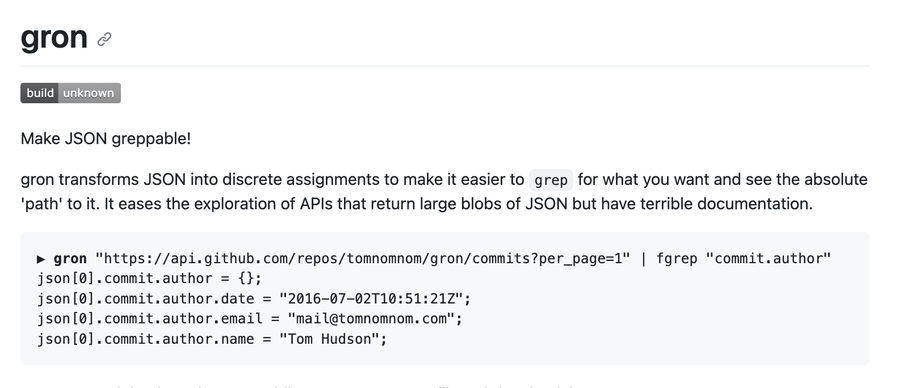 gron
build unknown
Make JSON greppable!
gron transforms JSON into discrete assignments to make it easier to grep for what you want and see the absolute
'path' to it. It eases the exploration of APIs that return large blobs of JSON but have terrible documentation.
▶ gron "https://api.github.com/repos/tomnomnom/gron/commits?per_page=1" | fgrep "commit.author"
json[0].commit.author = {};
json[0].commit.author.date = "2016-07-02T10:51:21Z";
json[0].commit.author.email = "mail@tomnomnom.com";
json[0].commit.author.name = "Tom Hudson";